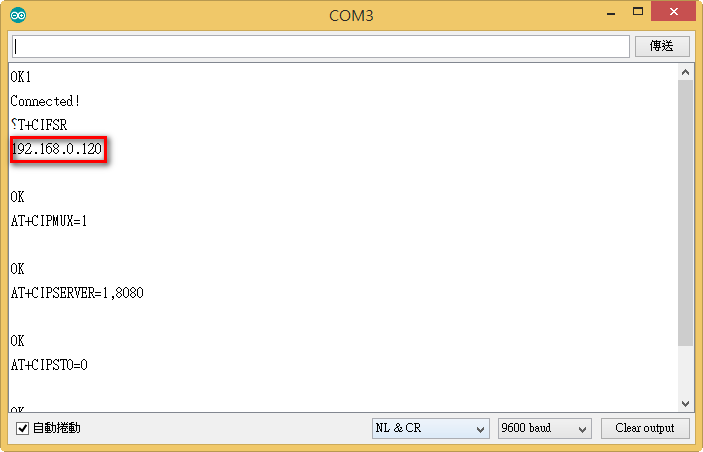 COM3
傳送
OK1
Connected!
⸮T+CIFSR
192.168.0.120
OK
AT+CIPMUX=1
OK
AT+CIPSERVER=1,8080
OK
AT+CIPSTO=0
OK
自動捲動
NL & CR
9600 baud
Clear output